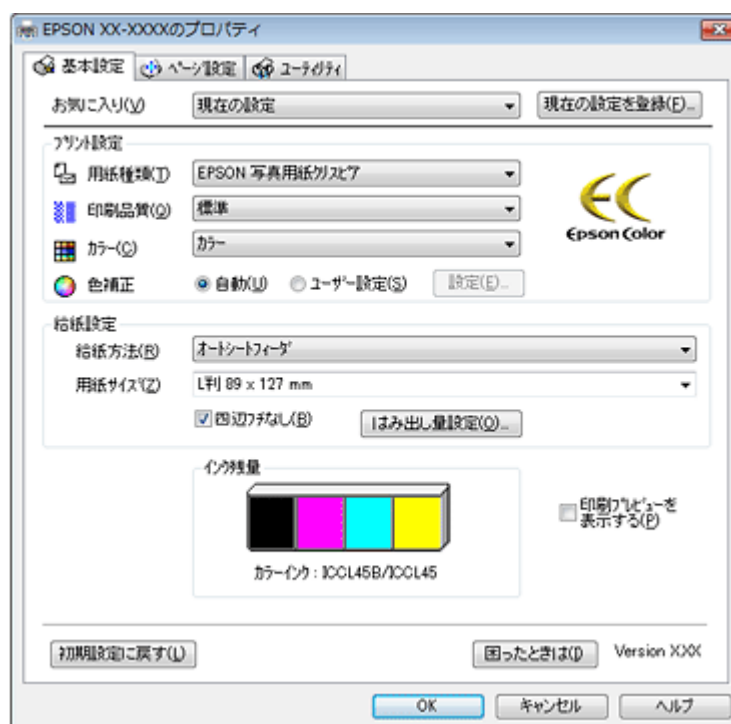 EPSON XX-XXXXのプロパティ
基本設定 ページ設定 ユーティリティ
お気に入り(V) 現在の設定 現在の設定を登録(F)...
プリント設定
用紙種類(T) EPSON 写真用紙クリスピア
印刷品質(Q) 標準
カラー(C) カラー
色補正 自動(U) ユーザー設定(S) 設定(E)...
EC
Epson Color
給紙設定
給紙方法(R) オートシートフィーダ
用紙サイズ(Z) L判 89 x 127 mm
四辺フチなし(B) はみ出し量設定(O)...
インク残量
カラーインク : ICCL45B/ICCL45
印刷プレビューを
表示する(P)
初期設定に戻す(L) 困ったときは(I) Version X.XX
OK キャンセル ヘルプ